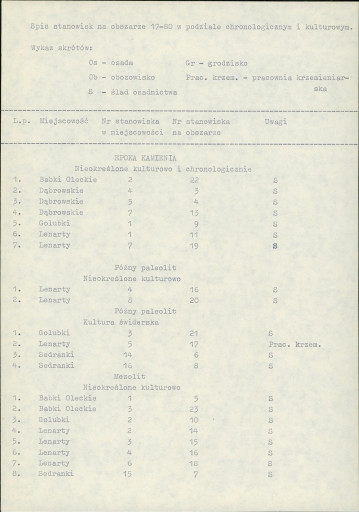 Spis stanowisk na obszarze 17-80 w podziale chronologicznym i kulturowym.
Wykaz skrótów:
Os - osada Gr - grodzisko
Ob - obozowisko Prac. krzem. - pracownia krzemieniar-
S - ślad osadnictwa ska
L.p. Miejscowość Nr stanowiska Nr stanowiska Uwagi
w miejscowości na obszarze
EPOKA KAMIENIA
Nieokreślone kulturowo i chronologicznie
1. Babki Oleckie 2 22 S
2. Dąbrowskie 4 3 S
3. Dąbrowskie 5 4 S
4. Dąbrowskie 7 13 S
5. Golubki 1 9 S
6. Lenarty 1 11 S
7. Lenarty 7 19 S
Późny paleolit
Nieokreślone kulturowo
1. Lenarty 4 16 S
2. Lenarty 8 20 S
Późny paleolit
Kultura świderska
1. Golubki 3 21 S
2. Lenarty 5 17 Prac. krzem.
3. Sedranki 14 6 S
4. Sedranki 16 8 S
Mezolit
Nieokreślone kulturowo
1. Babki Oleckie 1 5 S
2. Babki Oleckie 3 23 S
3. Golubki 2 10 S
4. Lenarty 2 14 S
5. Lenarty 3 15 S
6. Lenarty 4 16 S
7. Lenarty 6 18 S
8. Sedranki 15 7 S